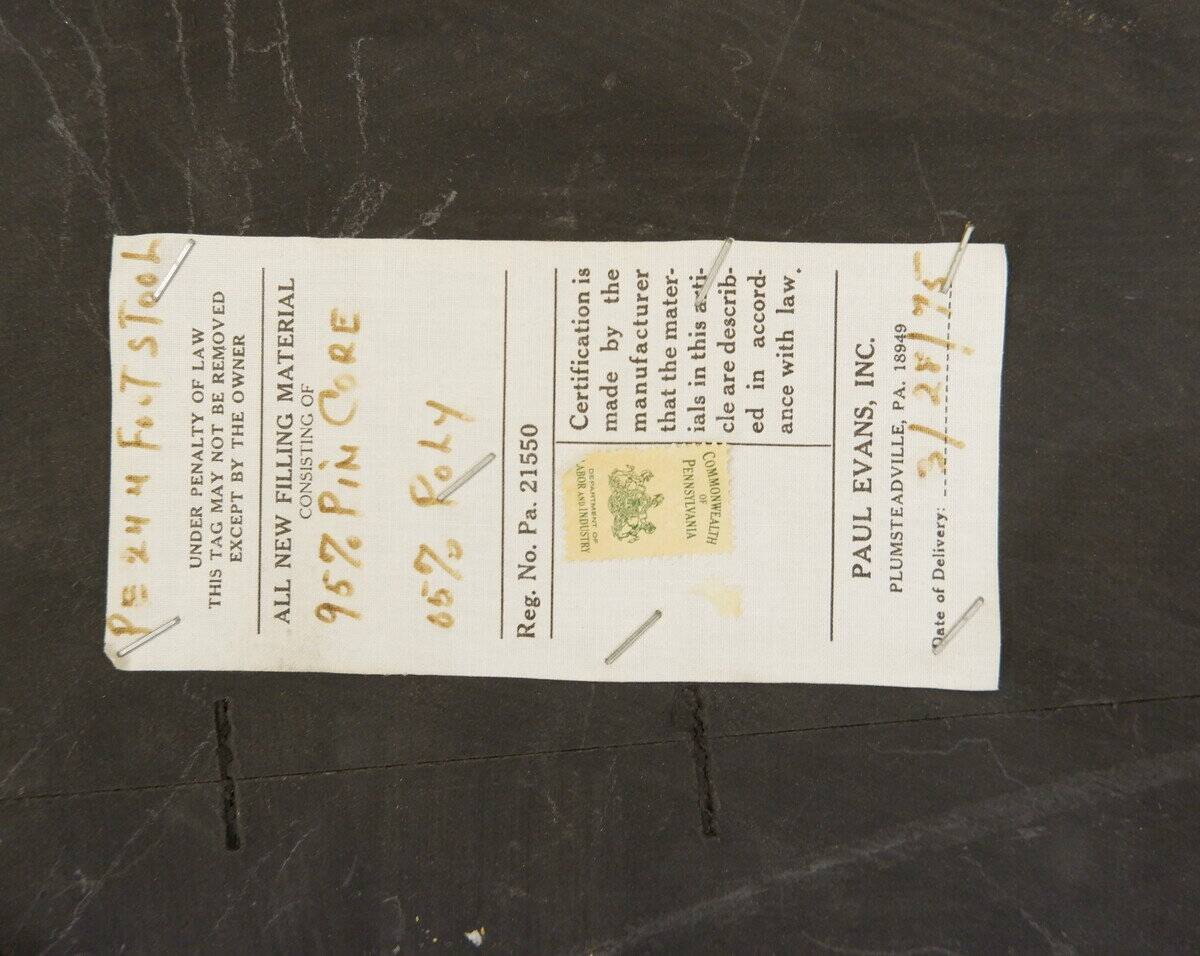 PE 244 FOOTSTOOL
UNDER PENALTY OF LAW
THIS TAG MAY NOT BE REMOVED
EXCEPT BY THE OWNER
ALL NEW FILLING MATERIAL
CONSISTING OF
95% PiN CORE
05% POLY
Reg. No. Pa. 21550
Certification is
made by the
manufacturer
that the mater-
ials in this arti-
cle are describ-
ed in accord-
ance with law.
COMMONWEALTH
OF
PENNSYLVANIA
DEPARTMENT OF
LABOR AND INDUSTRY
PAUL EVANS, INC.
PLUMSTEADVILLE, PA. 18949
Date of Delivery: 3/28/75